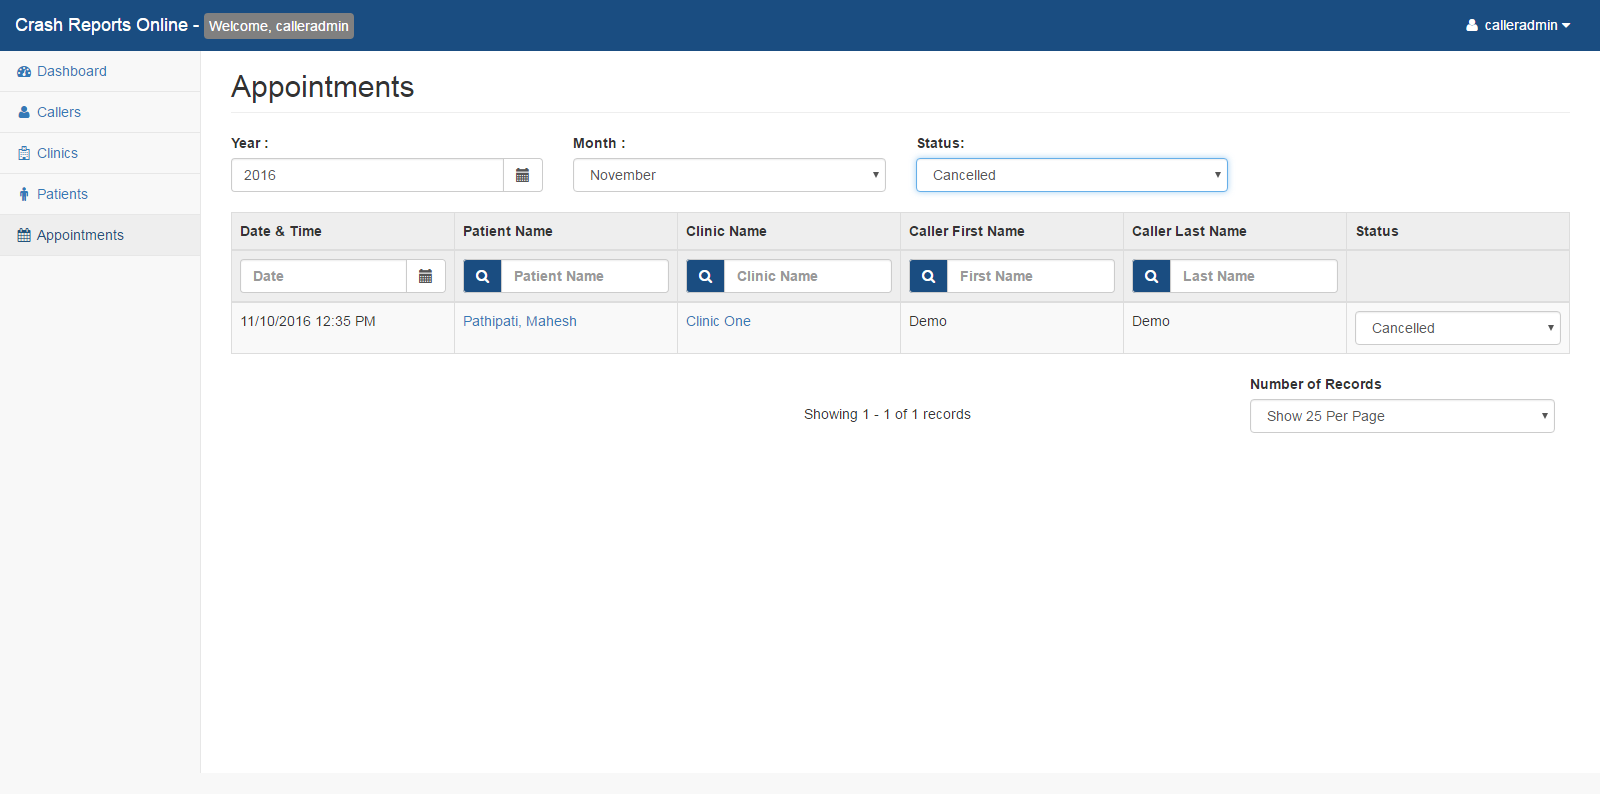 Crash Reports Online - Welcome, calleradmin
calleradmin
Dashboard
Callers
Clinics
Patients
Appointments
Appointments
Year : Month : Status:
2016 November Cancelled
Date & Time Patient Name Clinic Name Caller First Name Caller Last Name Status
Date Patient Name Clinic Name First Name Last Name
11/10/2016 12:35 PM Pathipati, Mahesh Clinic One Demo Demo Cancelled
Number of Records
Showing 1 - 1 of 1 records
Show 25 Per Page